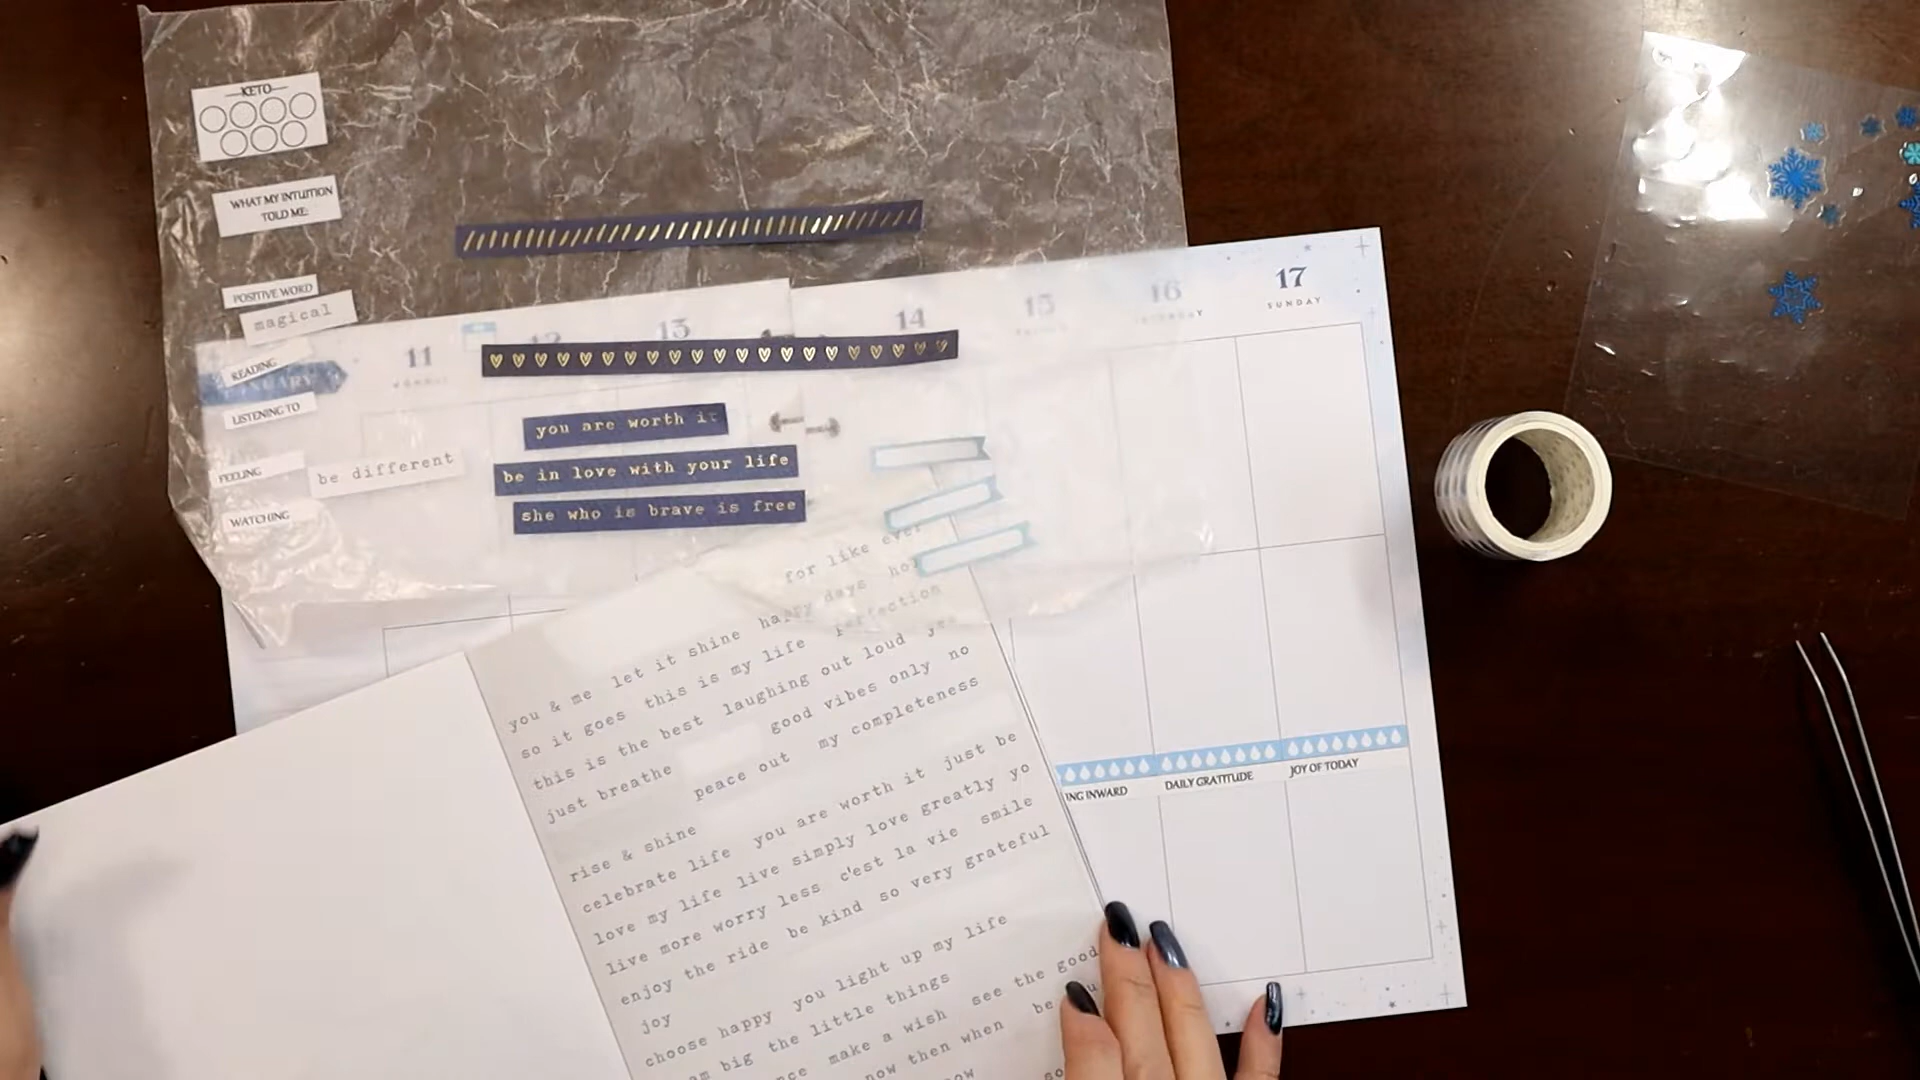 KETO
WHAT MY INTUITION
TOLD ME:
POSITIVE WORD
magical
READING
LISTENING TO
FEELING
be different
WATCHING
11
12
13
14
15
16
17
SUNDAY
you are worth it
be in love with your life
she who is brave is free
for like ever
happy days
you & me let it shine
perfection
so it goes this is my life
this is the best laughing out loud
just breathe good vibes only no
peace out my completeness
rise & shine
celebrate life you are worth it just be
love my life live simply love greatly yo
live more worry less c'est la vie smile
enjoy the ride be kind so very grateful
joy
choose happy you light up my life
big the little things
make a wish see the good
now then when be
ING INWARD
DAILY GRATITUDE
JOY OF TODAY